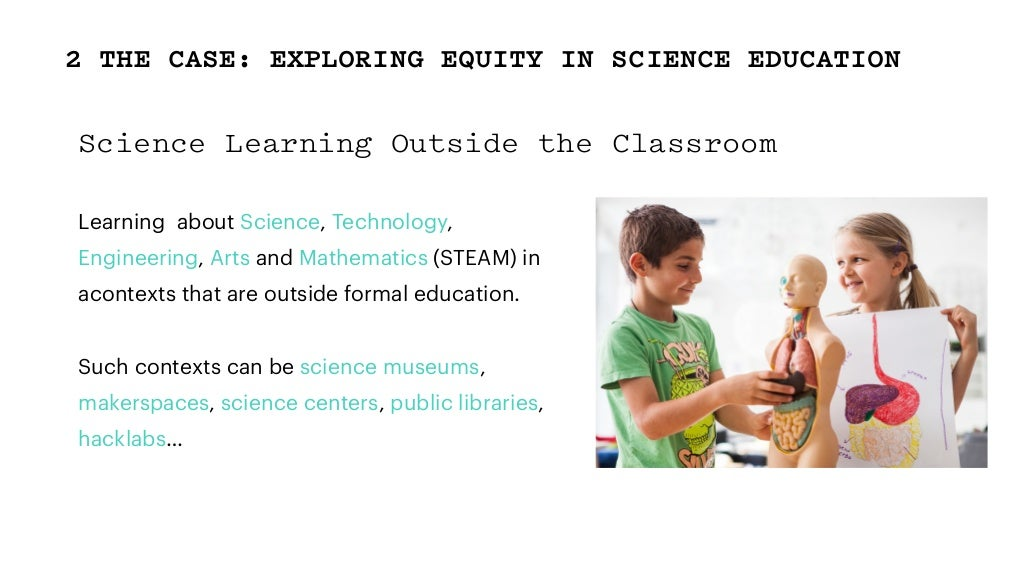 2 THE CASE: EXPLORING EQUITY IN SCIENCE EDUCATION
Science Learning Outside the Classroom
Learning  about Science, Technology,
Engineering, Arts and Mathematics (STEAM) in
acontexts that are outside formal education.
Such contexts can be science museums,
makerspaces, science centers, public libraries,
hacklabs...